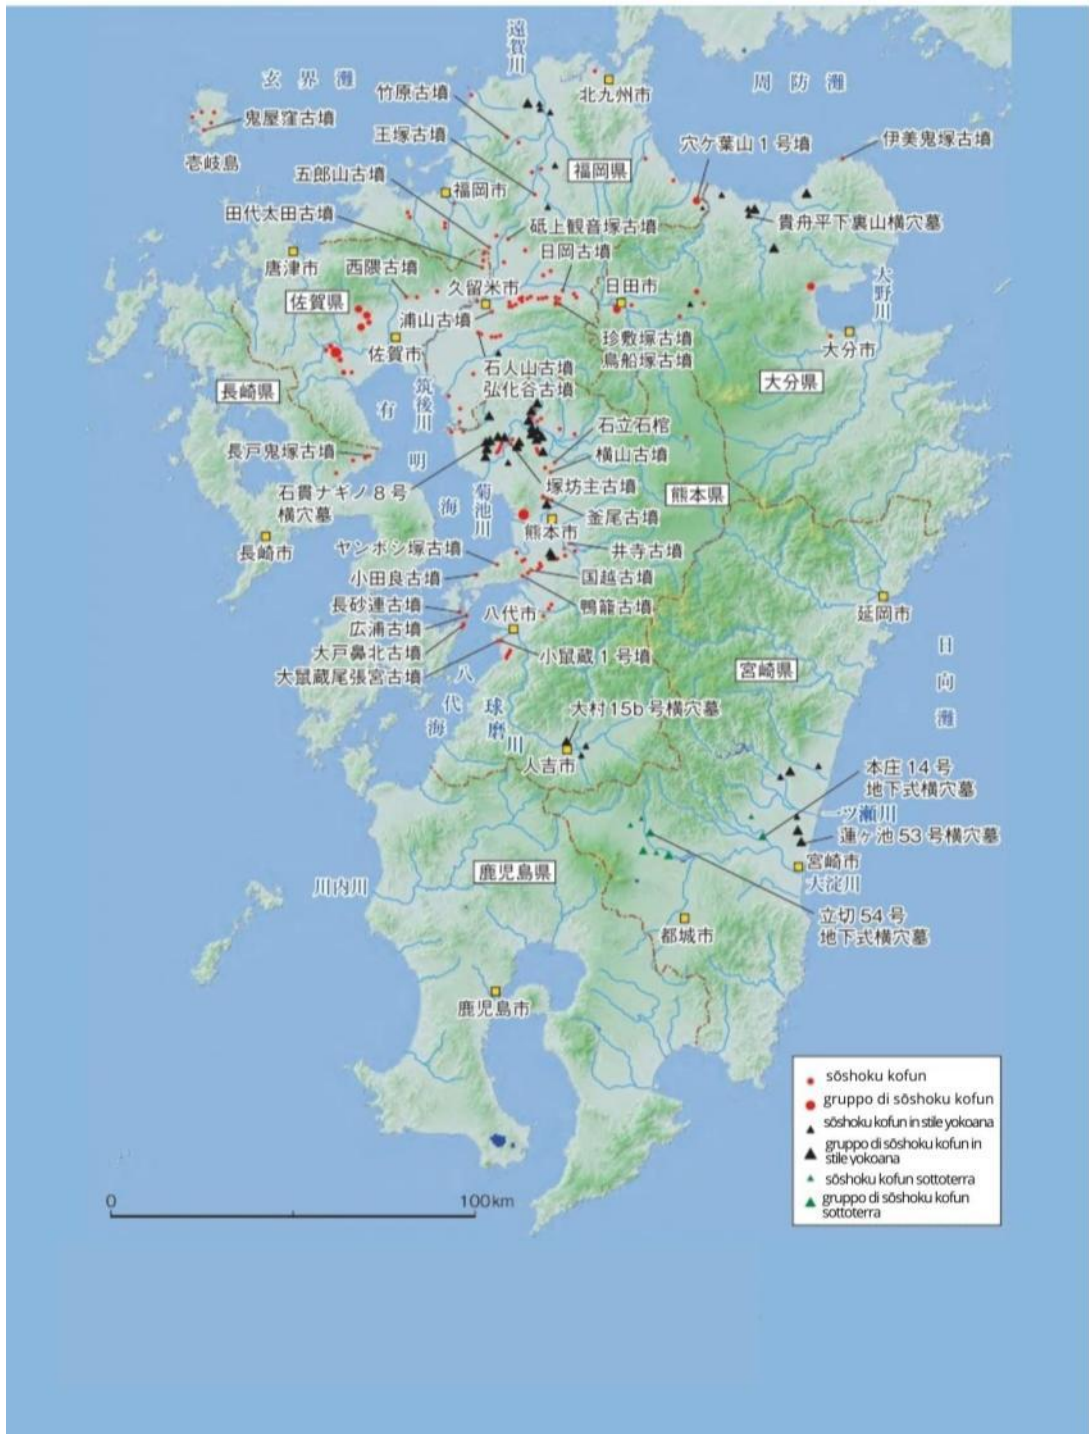 遠賀川
玄界灘
周防灘
竹原古墳
北九州市
鬼屋窪古墳
王塚古墳
穴ケ葉山1号墳
伊美鬼塚古墳
壱岐島
五郎山古墳
福岡県
福岡市
田代太田古墳
砥上観音塚古墳
貴舟平下裏山横穴墓
日岡古墳
唐津市
西隈古墳
久留米市
日田市
大野川
佐賀県
浦山古墳
珍敷塚古墳
鳥船塚古墳
佐賀市
大分市
石人山古墳
弘化谷古墳
大分県
長崎県
筑後川
有明海
石立石棺
長戸鬼塚古墳
横山古墳
石貫ナギノ8号
横穴墓
菊池川
塚坊主古墳
熊本県
釜尾古墳
長崎市
熊本市
ヤンボシ塚古墳
井寺古墳
小田良古墳
国越古墳
長砂連古墳
八代市
鴨籠古墳
延岡市
広浦古墳
大戸鼻北古墳
小鼠蔵1号墳
大鼠蔵尾張宮古墳
宮崎県
日向灘
八代海
球磨川
大村15b号横穴墓
人吉市
本庄14号
地下式横穴墓
一ツ瀬川
蓮ヶ池53号横穴墓
宮崎市
鹿児島県
大淀川
川内川
立切54号
地下式横穴墓
都城市
鹿児島市
sōshoku kofun
gruppo di sōshoku kofun
sōshoku kofun in stile yokoana
gruppo di sōshoku kofun in
stile yokoana
sōshoku kofun sottoterra
gruppo di sōshoku kofun
sottoterra
0 100km